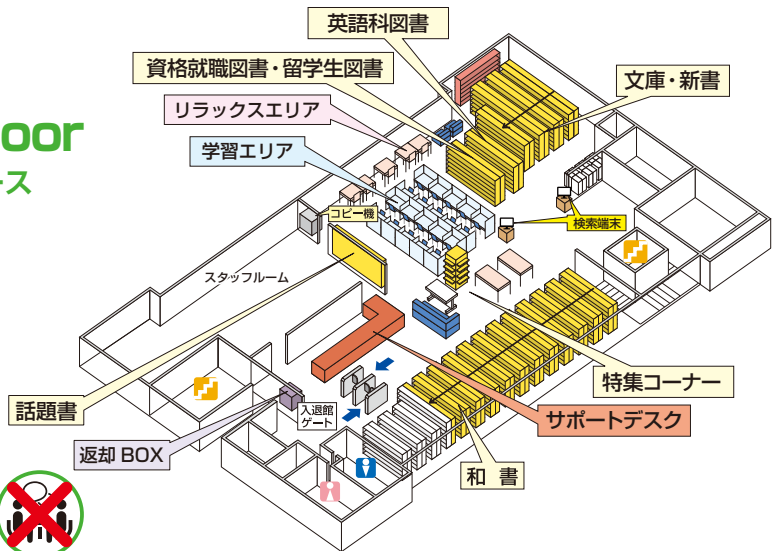 英語科図書
資格就職図書・留学生図書
文庫・新書
リラックスエリア
oor
学習エリア
ース
コピー機
検索端末
スタッフルーム
特集コーナー
話題書
入退館
ゲート
サポートデスク
返却 BOX
和 書